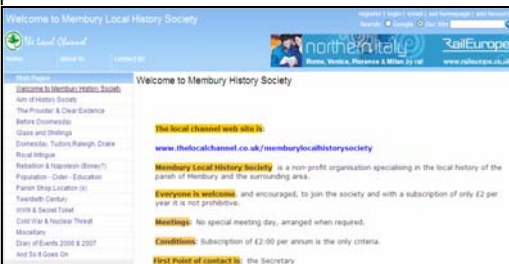 Welcome to Membury Local History Society
The Local Channel
home about us contact us
northernitaly
Rome, Venice, Florence & Milan by rail
RailEurope
www.raileurope.co.uk
Web Pages
Welcome to Membury History Society
Aim of History Society
The Provider & Clear Evidence
Before Doomesday
Glass and Shillings
Domesday, Tudors, Raleigh, Drake
Royal Intrigue
Rebellion & Napoleon (Boney?)
Population - Cider - Education
Parish Shop Location (s)
Twentieth Century
WWII & Secret Toilet
Cold War & Nuclear Threat
Miscellany
Diary of Events 2006 & 2007
And So It Goes On
Welcome to Membury History Society
The local channel web site is:
www.thelocalchannel.co.uk/memburylocalhistorysociety
Membury Local History Society is a non-profit organisation specialising in the local history of the
parish of Membury and the surrounding area.
Everyone is welcome, and encouraged, to join the society and with a subscription of only £2 per
year it is not prohibitive.
Meetings: No special meeting day, arranged when required.
Conditions: Subscription of £2:00 per annum is the only criteria.
First Point of contact is: the Secretary